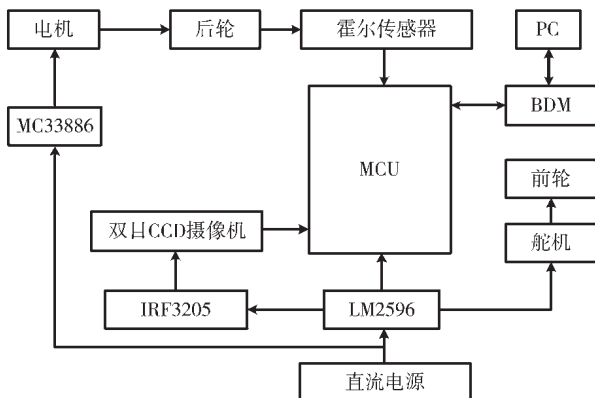 电机
后轮
霍尔传感器
PC
MC33886
BDM
MCU
前轮
双目CCD摄像机
舵机
IRF3205
LM2596
直流电源